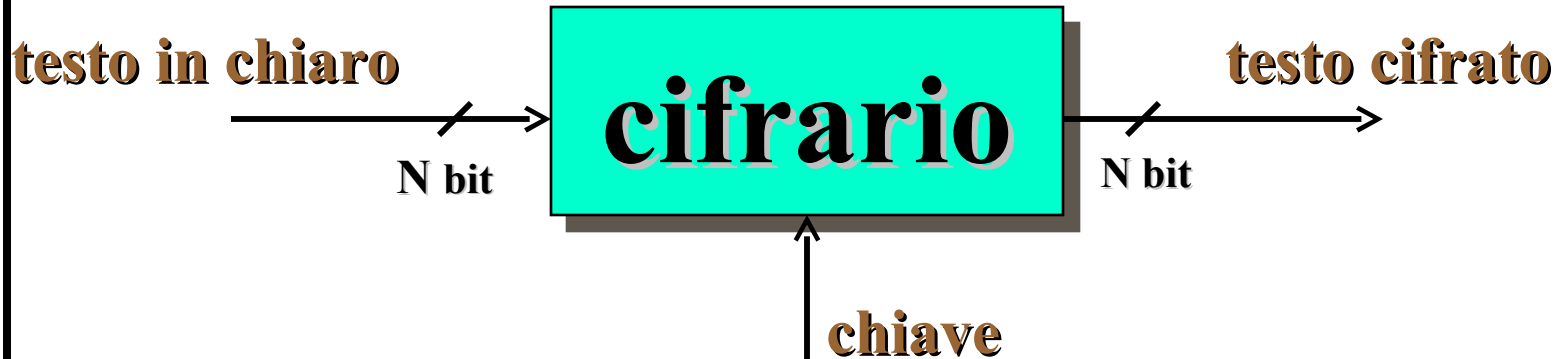 testo in chiaro
testo cifrato
cifrario
N bit
N bit
chiave